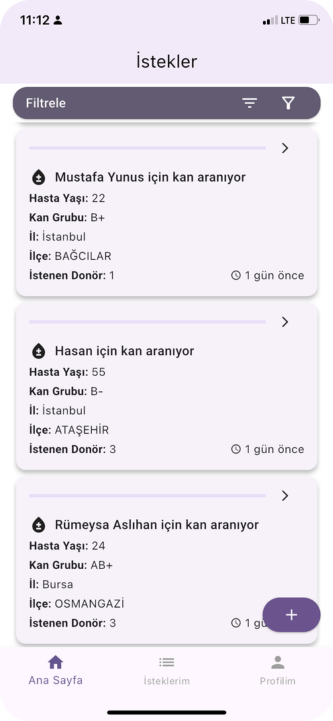 11:12
LTE
İstekler
Filtrele
Mustafa Yunus için kan aranıyor
Hasta Yaşı: 22
Kan Grubu: B+
İl: İstanbul
İlçe: BAĞCILAR
İstenen Donör: 1
1 gün önce
Hasan için kan aranıyor
Hasta Yaşı: 55
Kan Grubu: B-
İl: İstanbul
İlçe: ATAŞEHİR
İstenen Donör: 3
1 gün önce
Rümeysa Aslıhan için kan aranıyor
Hasta Yaşı: 24
Kan Grubu: AB+
İl: Bursa
İlçe: OSMANGAZİ
İstenen Donör: 3
1
Ana Sayfa
İsteklerim
Profilim